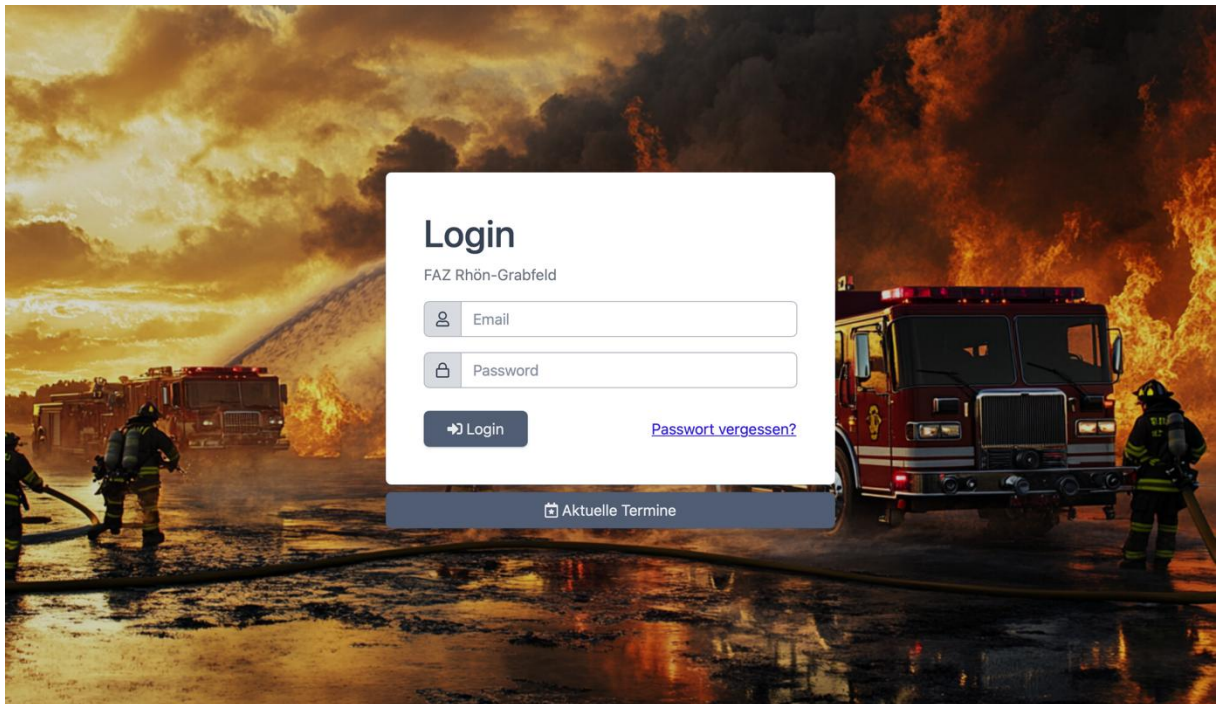 Login
FAZ Rhön-Grabfeld
Email
Password
Login
Passwort vergessen?
Aktuelle Termine